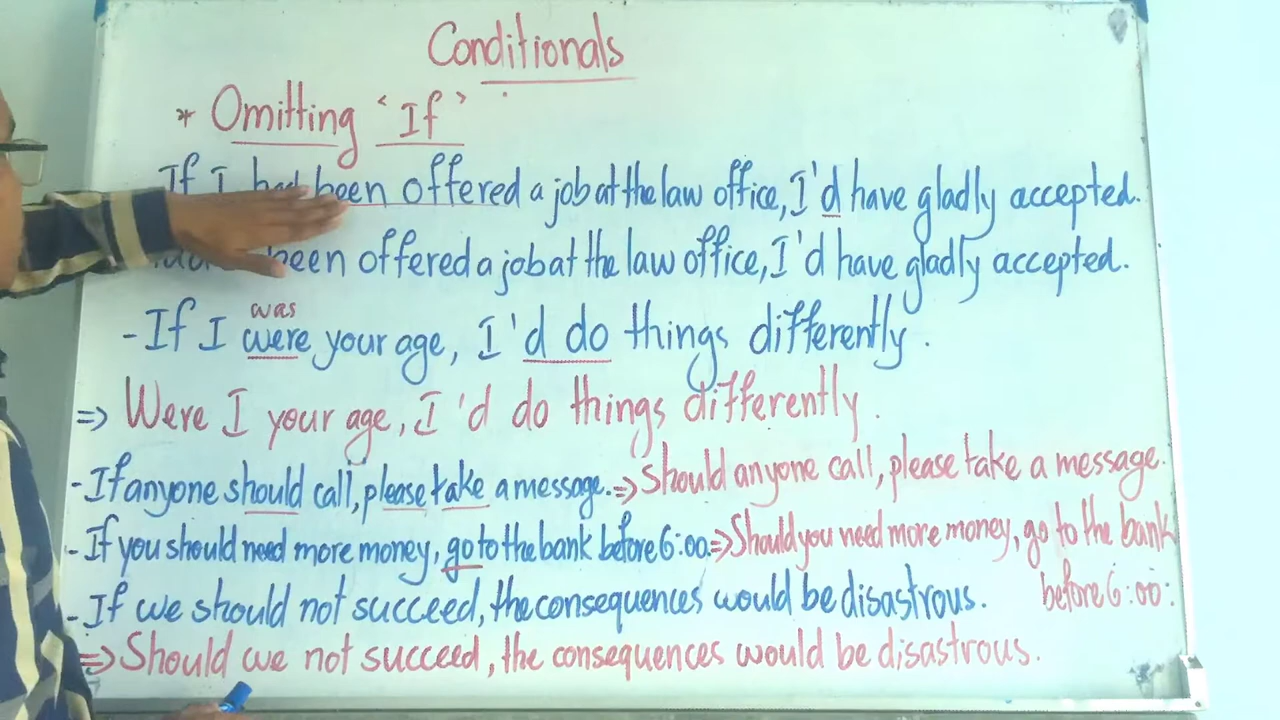 Conditionals
* Omitting 'If'
If I had been offered a job at the law office, I'd have gladly accepted.
been offered a job at the law office, I'd have gladly accepted.
was
- If I were your age, I'd do things differently.
⇒ Were I your age, I'd do things differently.
- If anyone should call, please take a message. ⇒ Should anyone call, please take a message.
- If you should need more money, go to the bank before 6:00. ⇒ Should you need more money, go to the bank
before 6:00.
- If we should not succeed, the consequences would be disastrous.
⇒ Should we not succeed, the consequences would be disastrous.